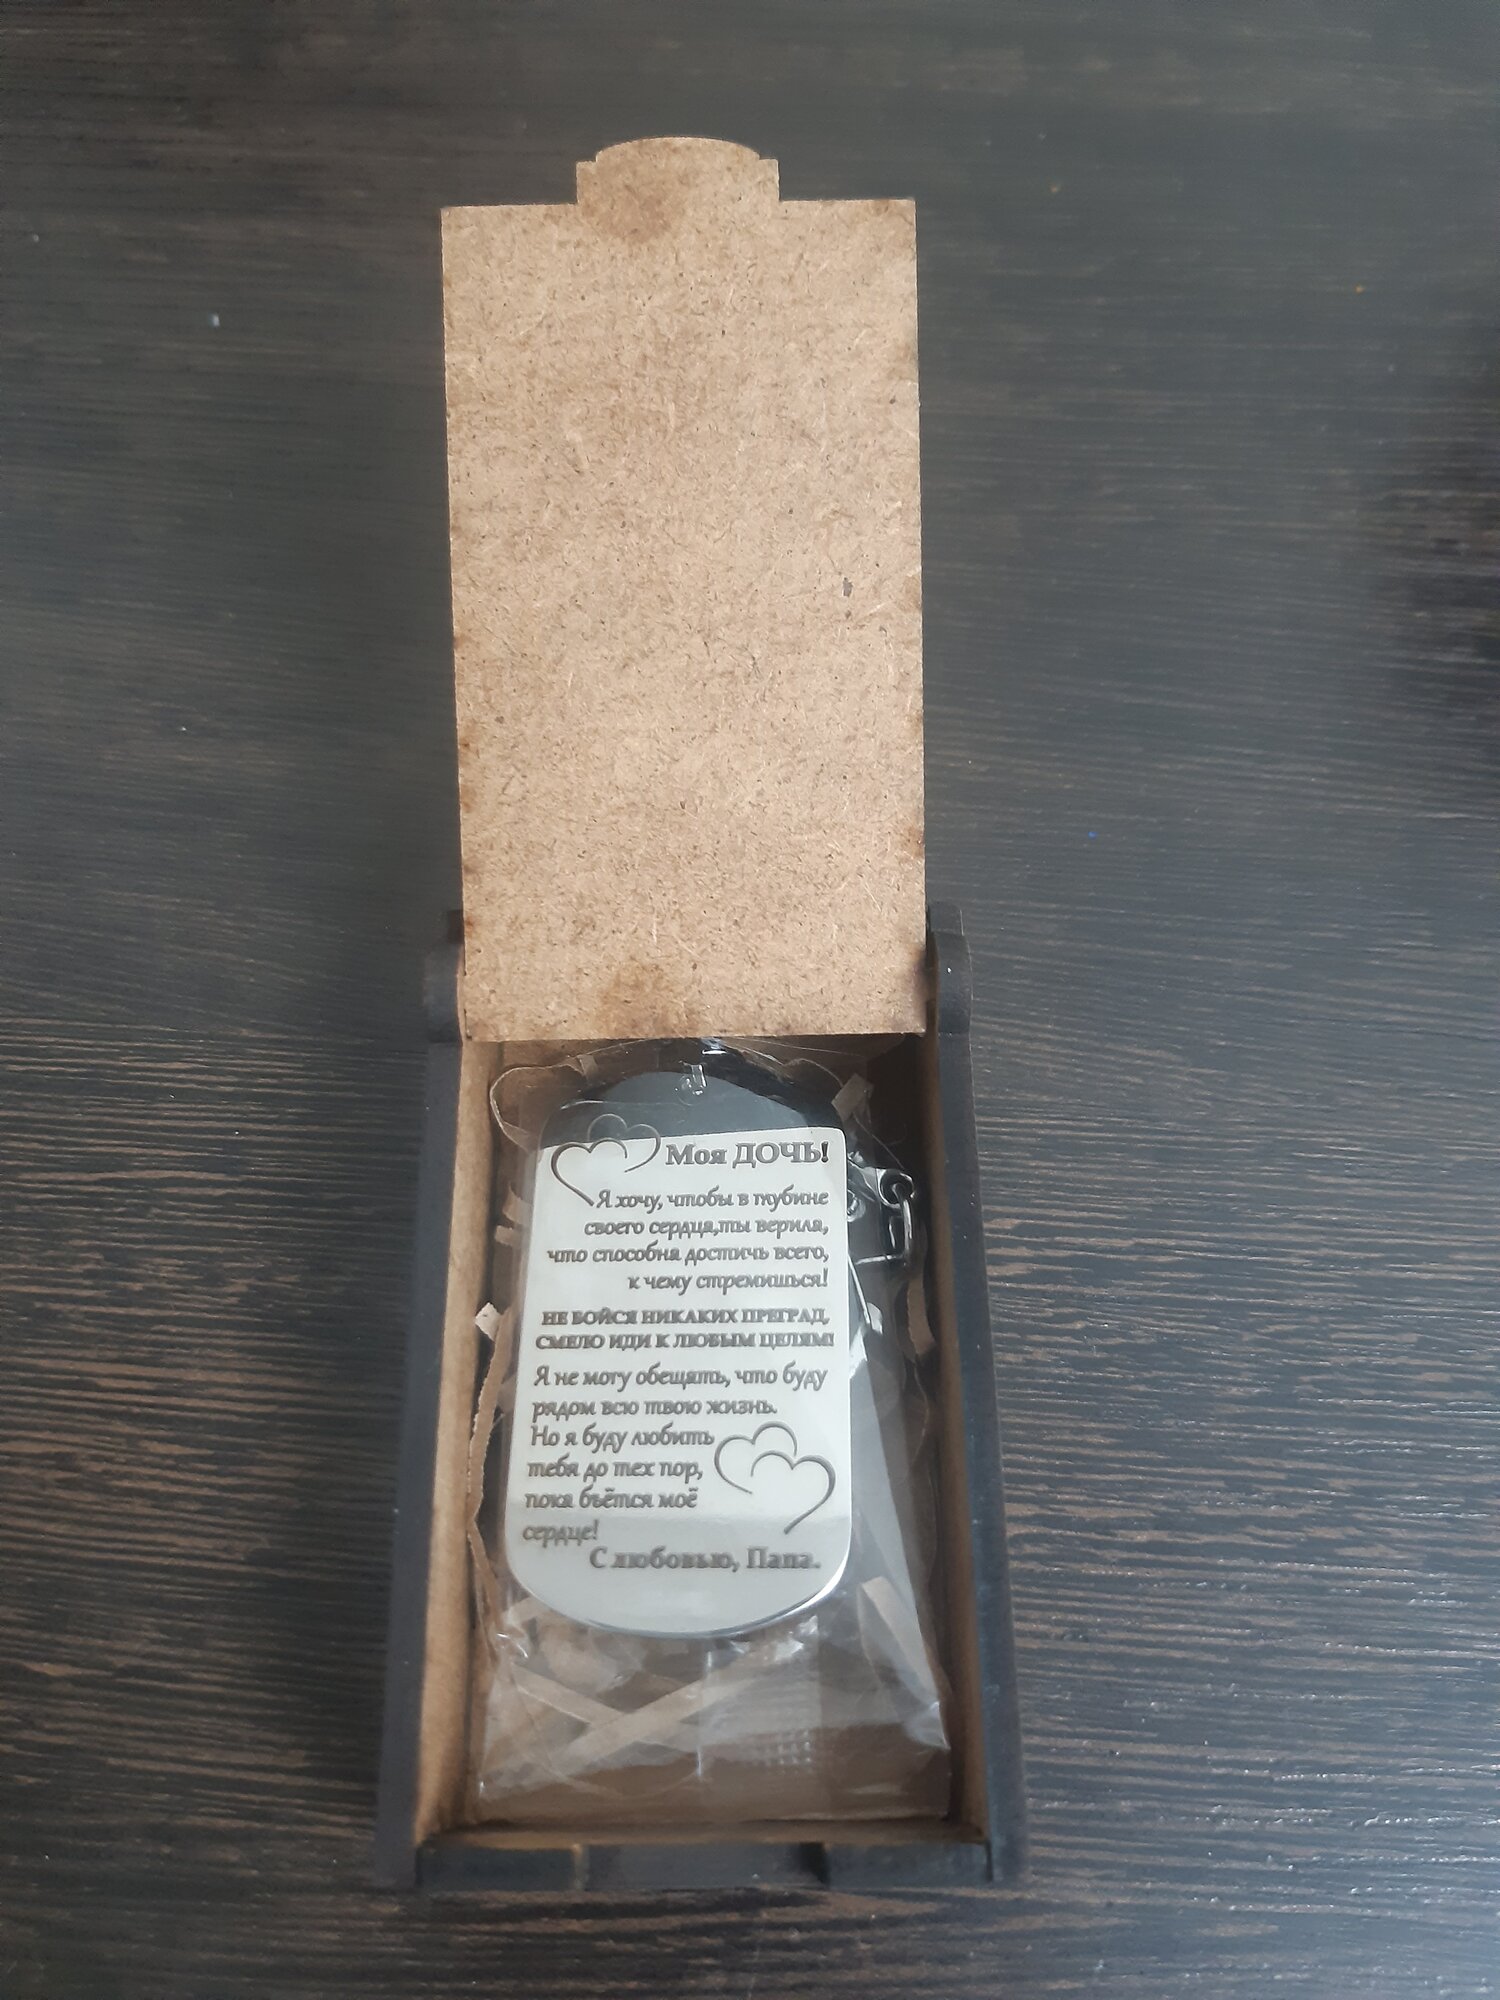 Моя ДОЧЬ!
Я хочу, чтобы в глубине
своего сердца,ты верила,
что способна достичь всего,
к чему стремишься!
НЕ БОЙСЯ НИКАКИХ ПРЕГРАД,
СМЕЛО ИДИ К ЛЮБЫМ ЦЕЛЯМ!
Я не могу обещать, что буду
рядом всю твою жизнь.
Но я буду любить
тебя до тех пор,
пока бьётся моё
сердце!
С любовью, Папа.